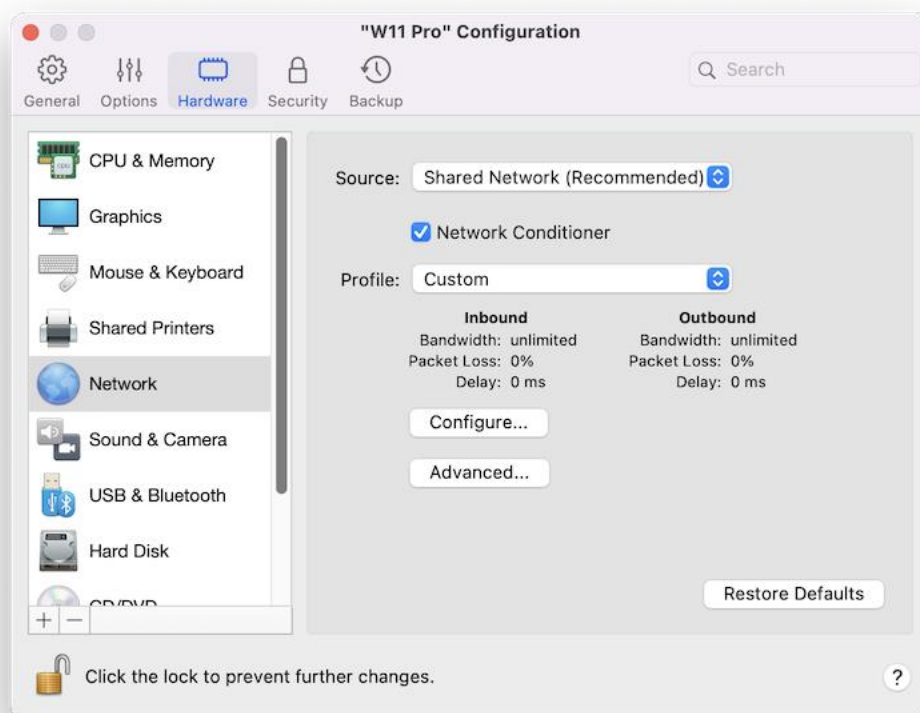 "W11 Pro" Configuration
General Options Hardware Security Backup
Search
CPU & Memory
Graphics
Mouse & Keyboard
Shared Printers
Network
Sound & Camera
USB & Bluetooth
Hard Disk
CD/DVD
+ −
Source: Shared Network (Recommended)
Network Conditioner
Profile: Custom
Inbound
Bandwidth: unlimited
Packet Loss: 0%
Delay: 0 ms
Outbound
Bandwidth: unlimited
Packet Loss: 0%
Delay: 0 ms
Configure...
Advanced...
Restore Defaults
Click the lock to prevent further changes.
?